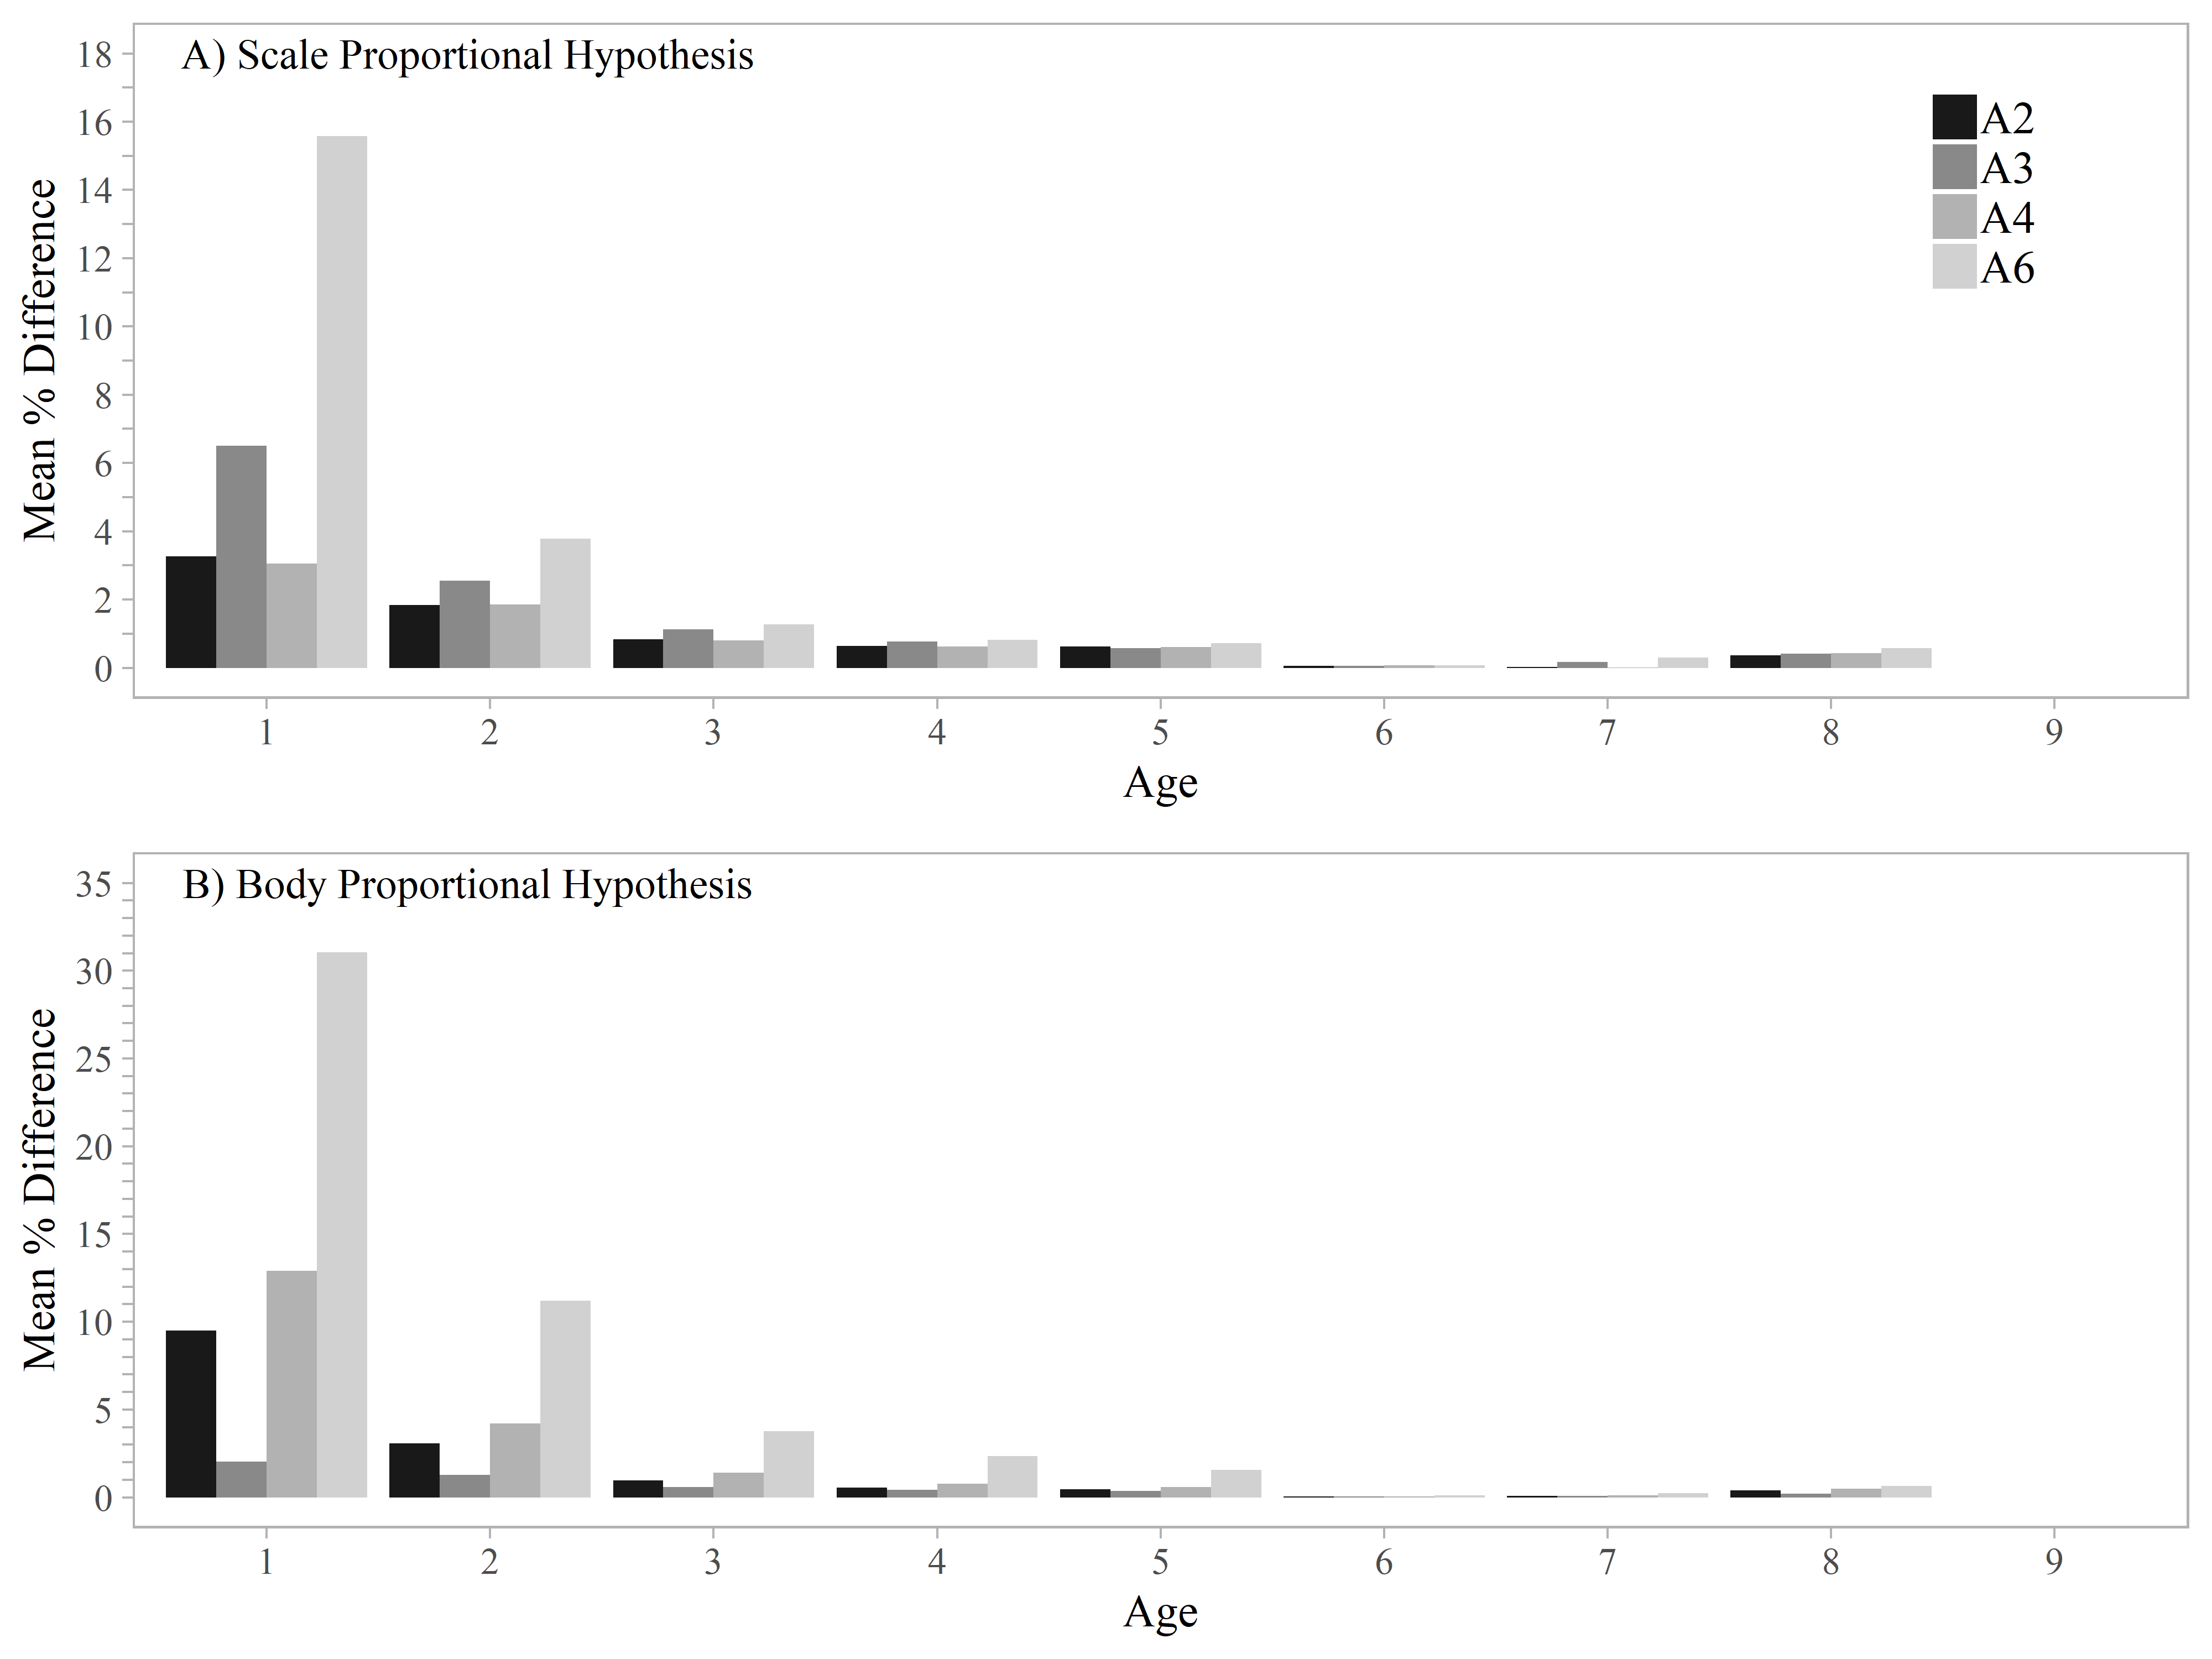 A) Scale Proportional Hypothesis
Mean % Difference
18
16
14
12
10
8
6
4
2
0
A2
A3
A4
A6
1 2 3 4 5 6 7 8 9
Age
B) Body Proportional Hypothesis
Mean % Difference
35
30
25
20
15
10
5
0
1 2 3 4 5 6 7 8 9
Age